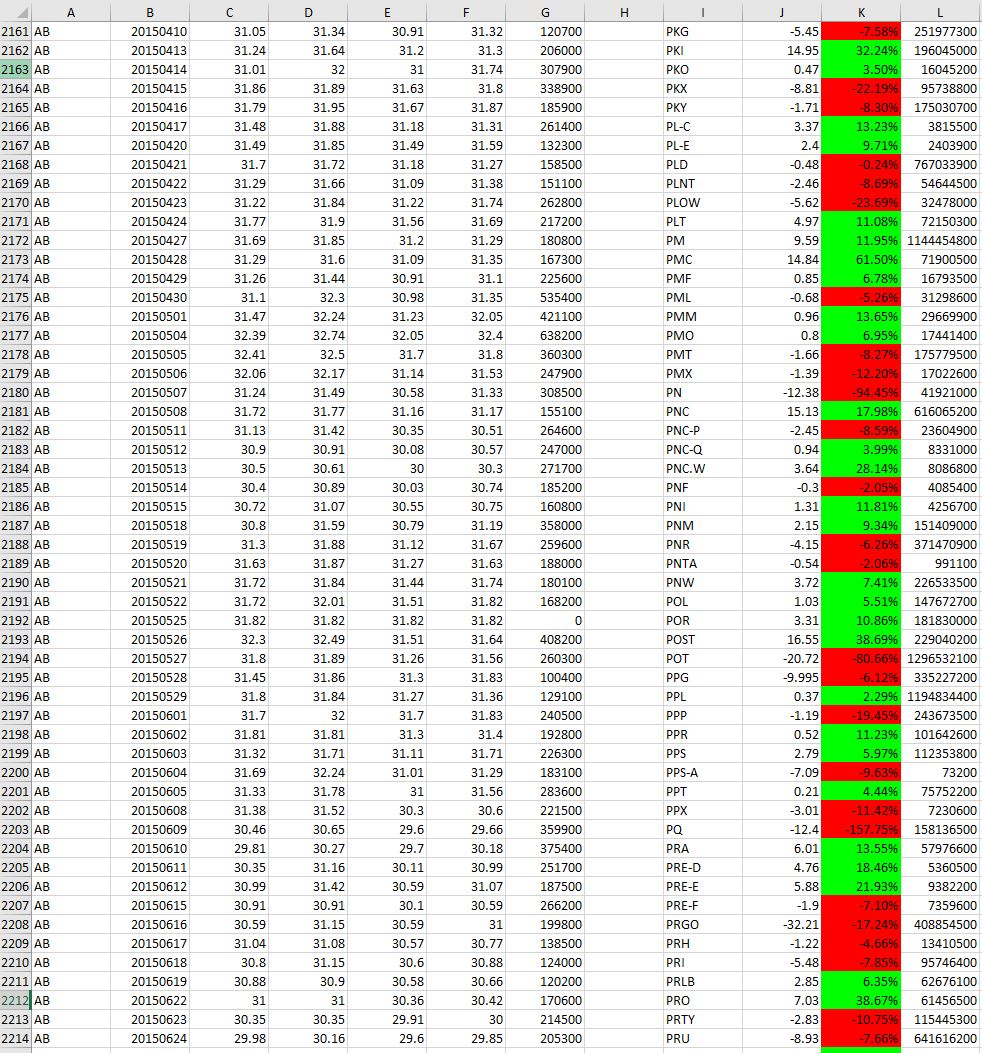 A B C D E F G H I J K L
2161 AB 20150410 31.05 31.34 30.91 31.32 120700 PKG -5.45 -7.58% 251977300
2162 AB 20150413 31.24 31.64 31.2 31.3 206000 PKI 14.95 32.24% 196045000
2163 AB 20150414 31.01 32 31 31.74 307900 PKO 0.47 3.50% 16045200
2164 AB 20150415 31.86 31.89 31.63 31.8 338900 PKX -8.81 -22.19% 95738800
2165 AB 20150416 31.79 31.95 31.67 31.87 185900 PKY -1.71 -8.30% 175030700
2166 AB 20150417 31.48 31.88 31.18 31.31 261400 PL-C 3.37 13.23% 3815500
2167 AB 20150420 31.49 31.85 31.49 31.59 132300 PL-E 2.4 9.71% 2403900
2168 AB 20150421 31.7 31.72 31.18 31.27 158500 PLD -0.48 -0.24% 767033900
2169 AB 20150422 31.29 31.66 31.09 31.38 151100 PLNT -2.46 -8.69% 54644500
2170 AB 20150423 31.22 31.84 31.22 31.74 262800 PLOW -5.62 -23.69% 32478000
2171 AB 20150424 31.77 31.9 31.56 31.69 217200 PLT 4.97 11.08% 72150300
2172 AB 20150427 31.69 31.85 31.2 31.29 180800 PM 9.59 11.95% 1144454800
2173 AB 20150428 31.29 31.6 31.09 31.35 167300 PMC 14.84 61.50% 71900500
2174 AB 20150429 31.26 31.44 30.91 31.1 225600 PMF 0.85 6.78% 16793500
2175 AB 20150430 31.1 32.3 30.98 31.35 535400 PML -0.68 -5.26% 31298600
2176 AB 20150501 31.47 32.24 31.23 32.05 421100 PMM 0.96 13.65% 29669900
2177 AB 20150504 32.39 32.74 32.05 32.4 638200 PMO 0.8 6.95% 17441400
2178 AB 20150505 32.41 32.5 31.7 31.8 360300 PMT -1.66 -8.27% 175779500
2179 AB 20150506 32.06 32.17 31.14 31.53 247900 PMX -1.39 -12.20% 17022600
2180 AB 20150507 31.24 31.49 30.58 31.33 308500 PN -12.38 -94.45% 41921000
2181 AB 20150508 31.72 31.77 31.16 31.17 155100 PNC 15.13 17.98% 616065200
2182 AB 20150511 31.13 31.42 30.35 30.51 264600 PNC-P -2.45 -8.59% 23604900
2183 AB 20150512 30.9 30.91 30.08 30.57 247000 PNC-Q 0.94 3.99% 8331000
2184 AB 20150513 30.5 30.61 30 30.3 271700 PNC.W 3.64 28.14% 8086800
2185 AB 20150514 30.4 30.89 30.03 30.74 185200 PNF -0.3 -2.05% 4085400
2186 AB 20150515 30.72 31.07 30.55 30.75 160800 PNI 1.31 11.81% 4256700
2187 AB 20150518 30.8 31.59 30.79 31.19 358000 PNM 2.15 9.34% 151409000
2188 AB 20150519 31.3 31.88 31.12 31.67 259600 PNR -4.15 -6.26% 371470900
2189 AB 20150520 31.63 31.87 31.27 31.63 188000 PNTA -0.54 -2.06% 991100
2190 AB 20150521 31.72 31.84 31.44 31.74 180100 PNW 3.72 7.41% 226533500
2191 AB 20150522 31.72 32.01 31.51 31.82 168200 POL 1.03 5.51% 147672700
2192 AB 20150525 31.82 31.82 31.82 31.82 0 POR 3.31 10.86% 181830000
2193 AB 20150526 32.3 32.49 31.51 31.64 408200 POST 16.55 38.69% 229040200
2194 AB 20150527 31.8 31.89 31.26 31.56 260300 POT -20.72 -80.66% 1296532100
2195 AB 20150528 31.45 31.86 31.3 31.83 100400 PPG -9.995 -6.12% 335227200
2196 AB 20150529 31.8 31.84 31.27 31.36 129100 PPL 0.37 2.29% 1194834400
2197 AB 20150601 31.7 32 31.7 31.83 240500 PPP -1.19 -19.45% 243673500
2198 AB 20150602 31.81 31.81 31.3 31.4 192800 PPR 0.52 11.23% 101642600
2199 AB 20150603 31.32 31.71 31.11 31.71 226300 PPS 2.79 5.97% 112353800
2200 AB 20150604 31.69 32.24 31.01 31.29 183100 PPS-A -7.09 -9.63% 73200
2201 AB 20150605 31.33 31.78 31 31.56 283600 PPT 0.21 4.44% 75752200
2202 AB 20150608 31.38 31.52 30.3 30.6 221500 PPX -3.01 -11.42% 7230600
2203 AB 20150609 30.46 30.65 29.6 29.66 359900 PQ -12.4 -157.75% 158136500
2204 AB 20150610 29.81 30.27 29.7 30.18 375400 PRA 6.01 13.55% 57976600
2205 AB 20150611 30.35 31.16 30.11 30.99 251700 PRE-D 4.76 18.46% 5360500
2206 AB 20150612 30.99 31.42 30.59 31.07 187500 PRE-E 5.88 21.93% 9382200
2207 AB 20150615 30.91 30.91 30.1 30.59 266200 PRE-F -1.9 -7.10% 7359600
2208 AB 20150616 30.59 31.15 30.59 31 199800 PRGO -32.21 -17.24% 408854500
2209 AB 20150617 31.04 31.08 30.57 30.77 138500 PRH -1.22 -4.66% 13410500
2210 AB 20150618 30.8 31.15 30.6 30.88 124000 PRI -5.48 -7.85% 95746400
2211 AB 20150619 30.88 30.9 30.58 30.66 120200 PRLB 2.85 6.35% 62676100
2212 AB 20150622 31 31 30.36 30.42 170600 PRO 7.03 38.67% 61456500
2213 AB 20150623 30.35 30.35 29.91 30 214500 PRTY -2.83 -10.75% 115445300
2214 AB 20150624 29.98 30.16 29.6 29.85 205300 PRU -8.93 -7.66% 641616200